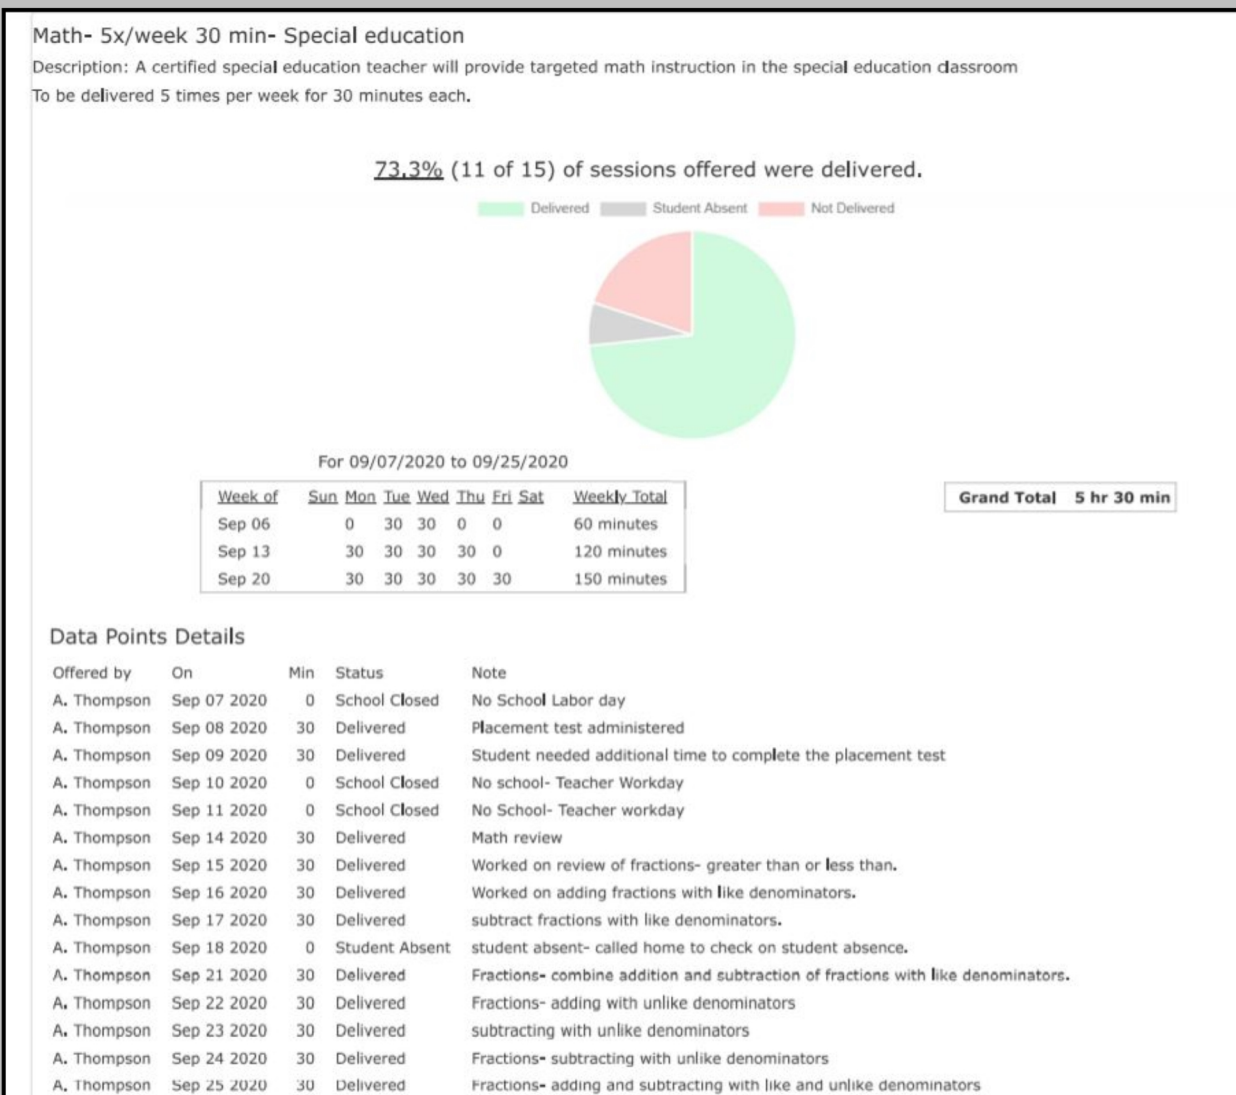 Math- 5x/week 30 min- Special education
Description: A certified special education teacher will provide targeted math instruction in the special education classroom
To be delivered 5 times per week for 30 minutes each.
73.3% (11 of 15) of sessions offered were delivered.
Delivered Student Absent Not Delivered
For 09/07/2020 to 09/25/2020
Week of Sun Mon Tue Wed Thu Fri Sat Weekly Total
Sep 06 0 30 30 0 0 60 minutes
Sep 13 30 30 30 30 0 120 minutes
Sep 20 30 30 30 30 30 150 minutes
Grand Total 5 hr 30 min
Data Points Details
Offered by On Min Status Note
A. Thompson Sep 07 2020 0 School Closed No School Labor day
A. Thompson Sep 08 2020 30 Delivered Placement test administered
A. Thompson Sep 09 2020 30 Delivered Student needed additional time to complete the placement test
A. Thompson Sep 10 2020 0 School Closed No school- Teacher Workday
A. Thompson Sep 11 2020 0 School Closed No School- Teacher workday
A. Thompson Sep 14 2020 30 Delivered Math review
A. Thompson Sep 15 2020 30 Delivered Worked on review of fractions- greater than or less than.
A. Thompson Sep 16 2020 30 Delivered Worked on adding fractions with like denominators.
A. Thompson Sep 17 2020 30 Delivered subtract fractions with like denominators.
A. Thompson Sep 18 2020 0 Student Absent student absent- called home to check on student absence.
A. Thompson Sep 21 2020 30 Delivered Fractions- combine addition and subtraction of fractions with like denominators.
A. Thompson Sep 22 2020 30 Delivered Fractions- adding with unlike denominators
A. Thompson Sep 23 2020 30 Delivered subtracting with unlike denominators
A. Thompson Sep 24 2020 30 Delivered Fractions- subtracting with unlike denominators
A. Thompson Sep 25 2020 30 Delivered Fractions- adding and subtracting with like and unlike denominators